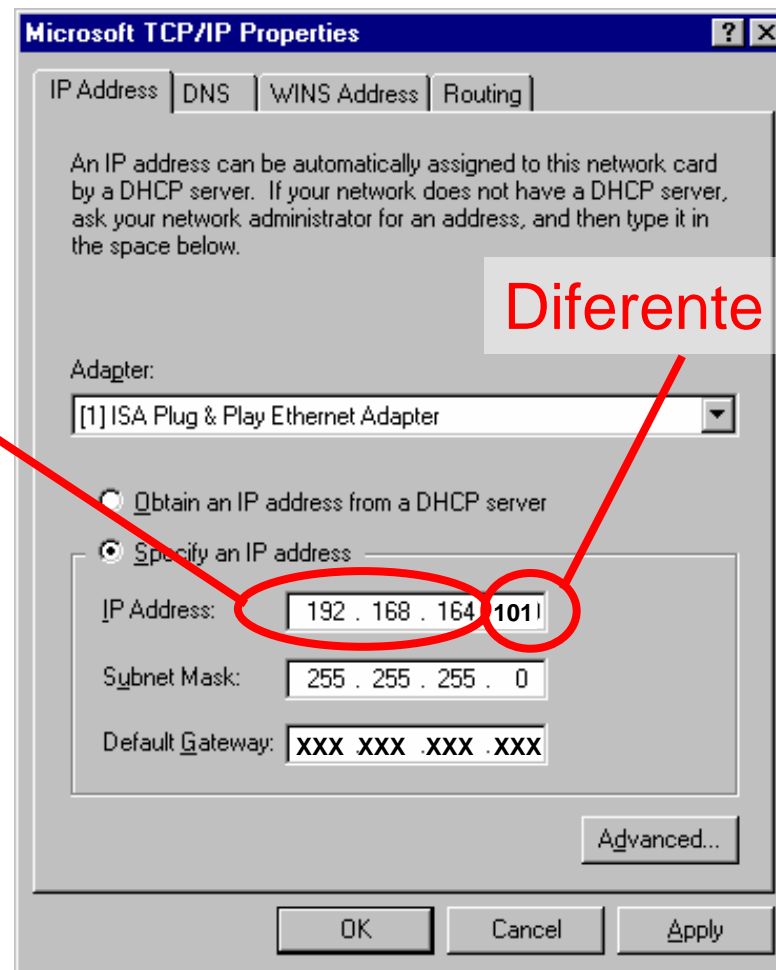 Microsoft TCP/IP Properties
IP Address DNS WINS Address Routing
An IP address can be automatically assigned to this network card
by a DHCP server. If your network does not have a DHCP server,
ask your network administrator for an address, and then type it in
the space below.
Diferente
Adapter:
[1] ISA Plug & Play Ethernet Adapter
Obtain an IP address from a DHCP server
Specify an IP address
IP Address: 192 . 168 . 164 101
Subnet Mask: 255 . 255 . 255 . 0
Default Gateway: XXX .XXX .XXX .XXX
Advanced...
OK Cancel Apply